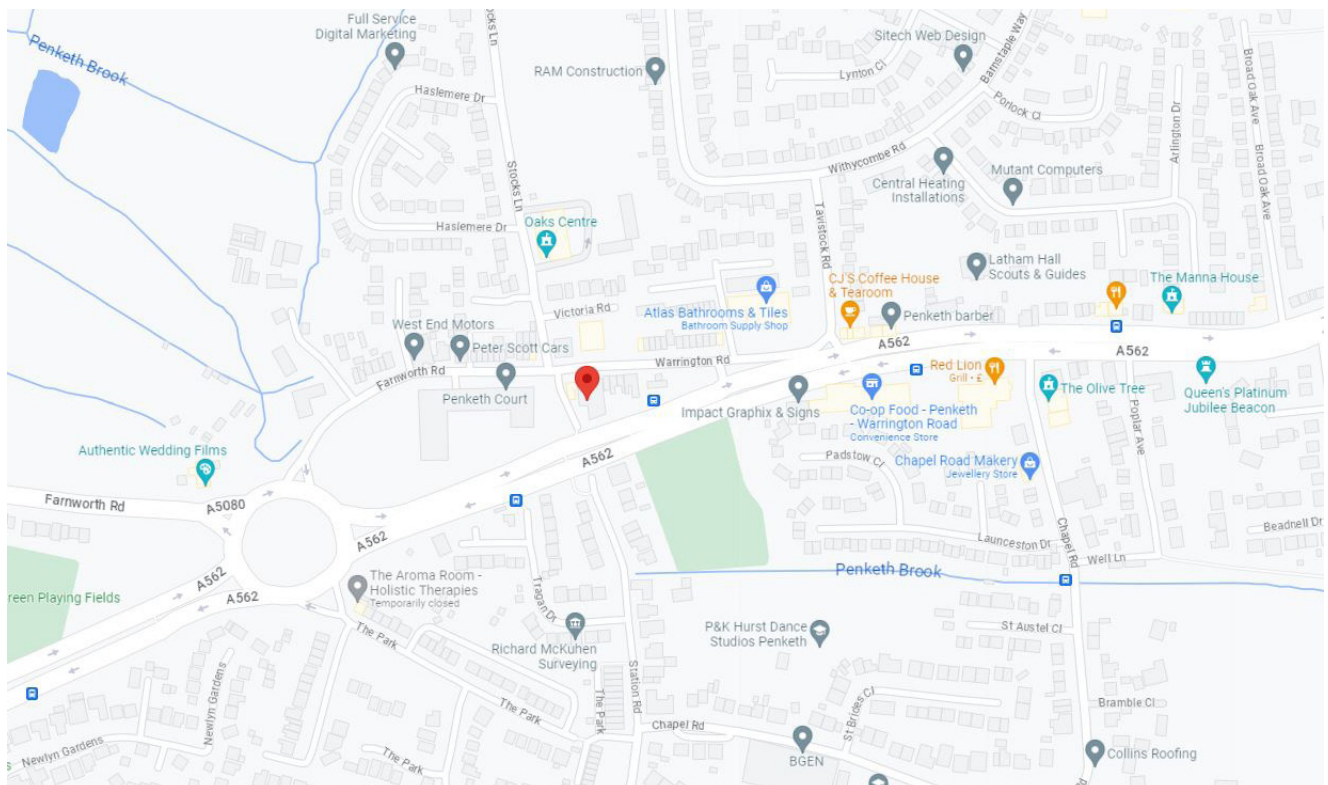 Full Service
Digital Marketing
Stocks Ln
Sitech Web Design
Barnstaple Way
Penketh Brook
RAM Construction
Lynton Cl
Broad Oak Ave
Haslemere Dr
Porlock Cl
Arlington Dr
Broad Oak Ave
Withycombe Rd
Stocks Ln
Central Heating
Installations
Mutant Computers
Haslemere Dr
Oaks Centre
Tavistock Rd
Latham Hall
Scouts & Guides
CJ'S Coffee House
& Tearoom
The Manna House
Victoria Rd
Atlas Bathrooms & Tiles
Bathroom Supply Shop
Penketh barber
West End Motors
Peter Scott Cars
A562
A562
Warrington Rd
Farnworth Rd
Red Lion
Grill - £
The Olive Tree
Queen's Platinum
Jubilee Beacon
Penketh Court
Impact Graphix & Signs
Co-op Food - Penketh
- Warrington Road
Convenience Store
Poplar Ave
Authentic Wedding Films
A562
Padstow Cl
Chapel Road Makery
Jewellery Store
Farnworth Rd
A5080
A562
Launceston Dr
Chapel Rd
Beadnell Dr
Well Ln
A562
Penketh Brook
The Aroma Room -
Holistic Therapies
Temporarily closed
A562
reen Playing Fields
Tragan Dr
The Park
Richard McKuhen
Surveying
P&K Hurst Dance
Studios Penketh
St Austel Cl
Station Rd
Newlyn Gardens
The Park
The Park
St Brides Cl
Bramble Cl
Chapel Rd
Newlyn Gardens
The Park
BGEN
Collins Roofing
Rd
s